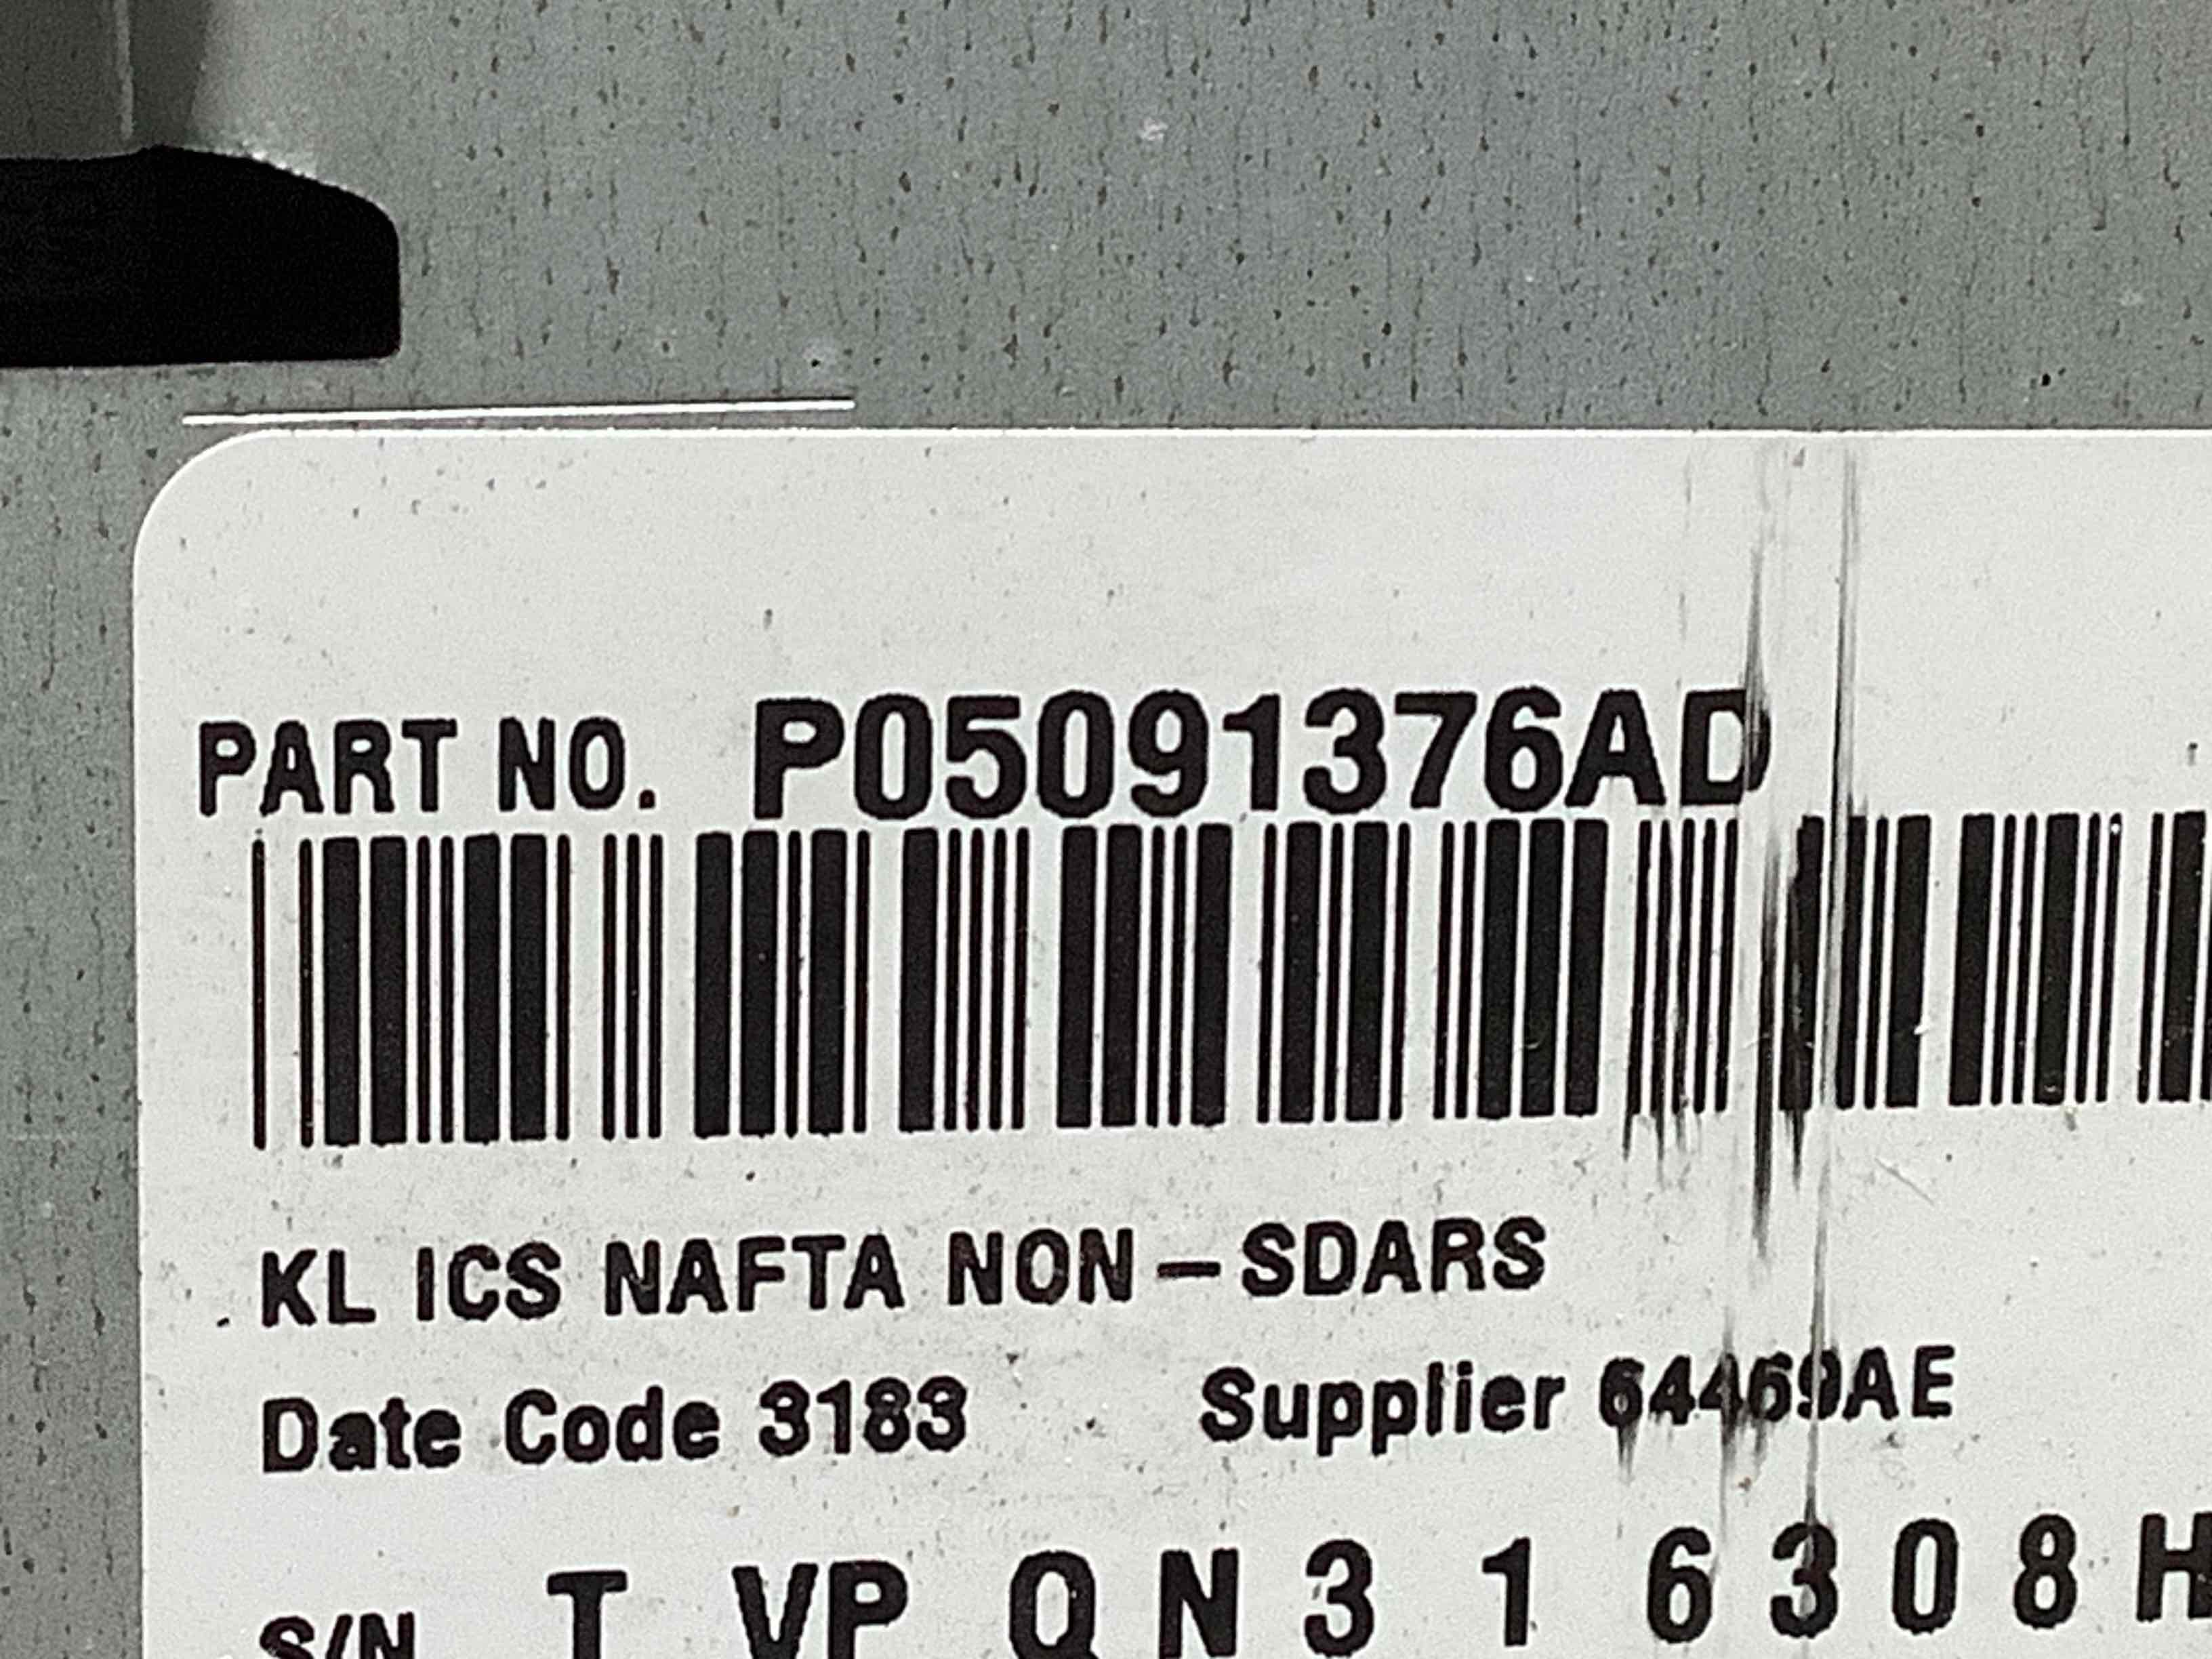 PART NO. P05091376AD
KL ICS NAFTA NON-SDARS
Date Code 3183 Supplier 64469AE
S/N T VP Q N 3 1 6 3 0 8 H